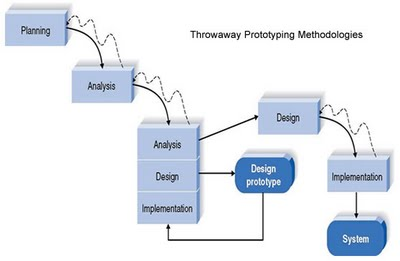 Throwaway Prototyping Methodologies
Planning
Analysis
Analysis
Design
Implementation
Design
prototype
Design
Implementation
System